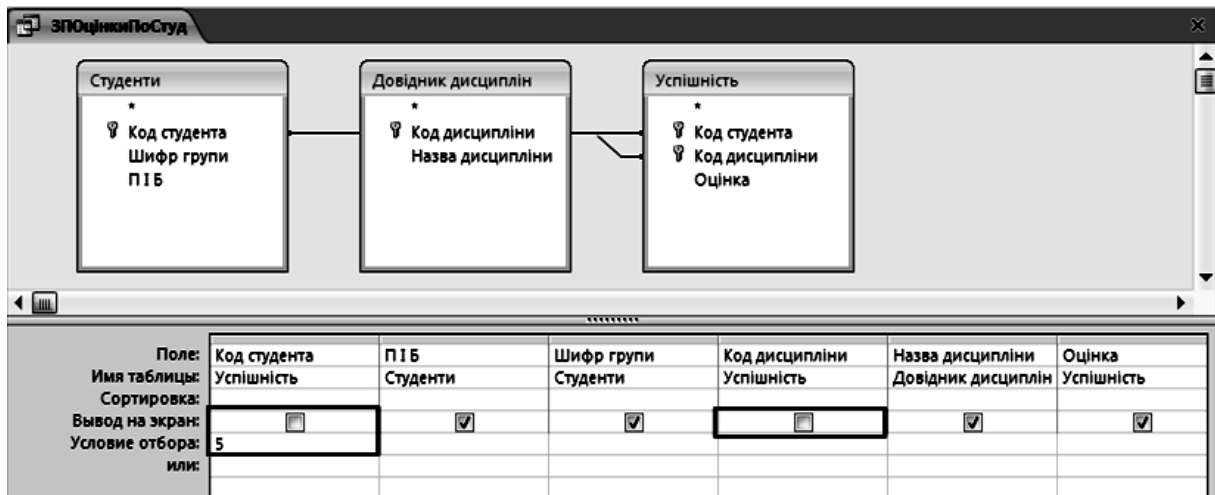 ЗПОцінкиПоСтуд
Студенти
*
Код студента
Шифр групи
П І Б
Довідник дисциплін
*
Код дисципліни
Назва дисципліни
Успішність
*
Код студента
Код дисципліни
Оцінка
Поле: Код студента П І Б Шифр групи Код дисципліни Назва дисципліни Оцінка
Имя таблицы: Успішність Студенти Студенти Успішність Довідник дисциплін Успішність
Сортировка:
Вывод на экран:
Условие отбора: 5
или: